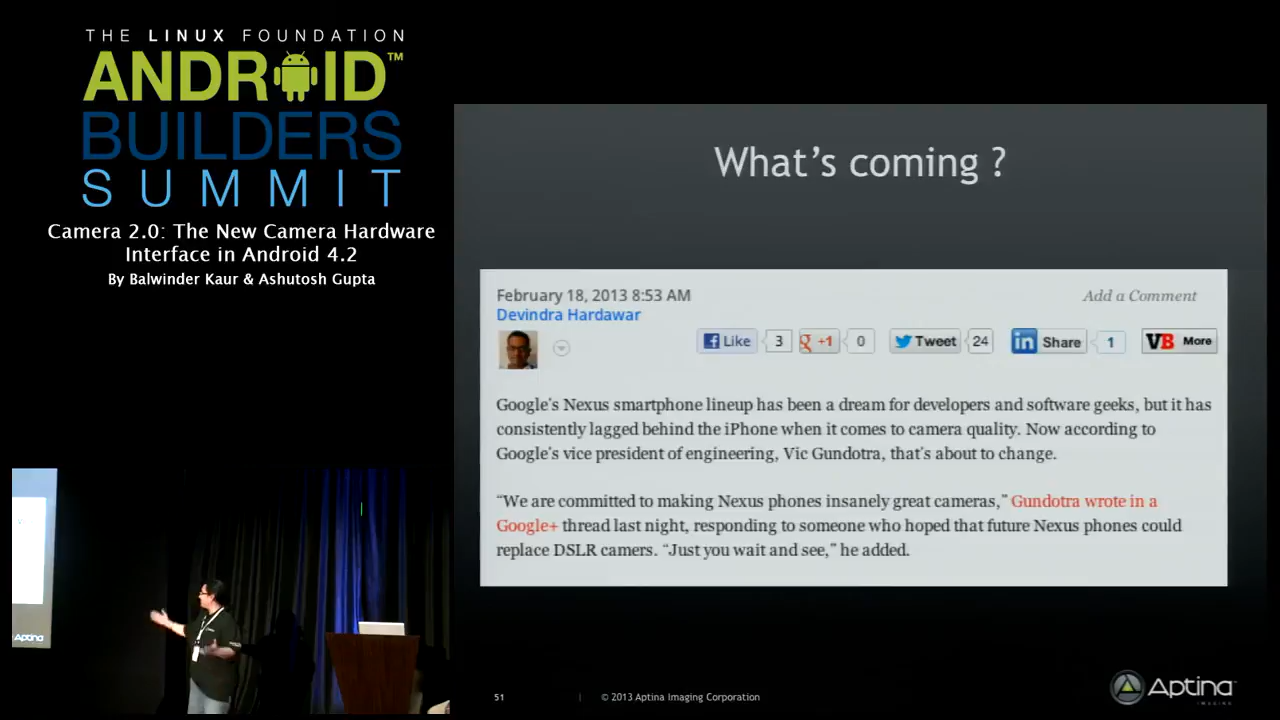 THE LINUX FOUNDATION
ANDROID™
BUILDERS
SUMMIT
Camera 2.0: The New Camera Hardware
Interface in Android 4.2
By Balwinder Kaur & Ashutosh Gupta
What's coming ?
February 18, 2013 8:53 AM
Add a Comment
Devindra Hardawar
Like 3 +1 0 Tweet 24 in Share 1 VB More
Google's Nexus smartphone lineup has been a dream for developers and software geeks, but it has
consistently lagged behind the iPhone when it comes to camera quality. Now according to
Google's vice president of engineering, Vic Gundotra, that's about to change.
“We are committed to making Nexus phones insanely great cameras,” Gundotra wrote in a
Google+ thread last night, responding to someone who hoped that future Nexus phones could
replace DSLR camers. “Just you wait and see,” he added.
51 | © 2013 Aptina Imaging Corporation
Aptina
IMAGING
Aptina